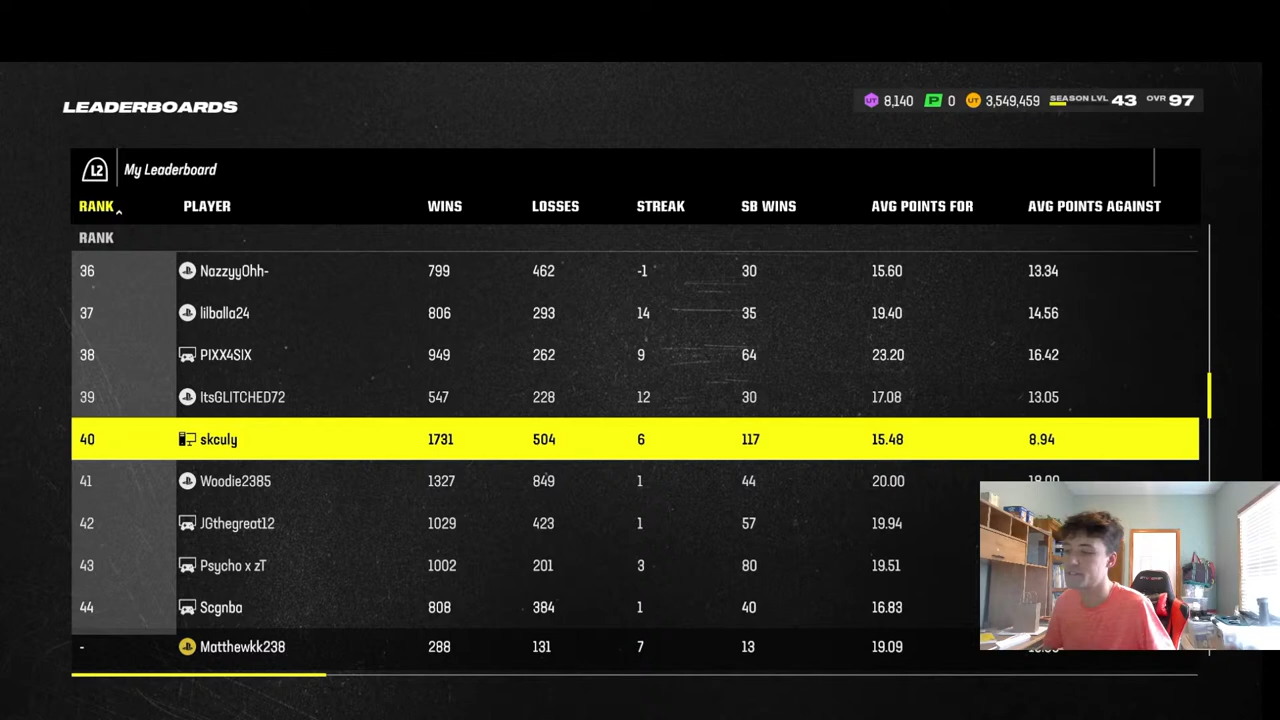 LEADERBOARDS
8,140 P 0 UT 3,549,459 SEASON LVL 43 OVR 97
L2 My Leaderboard
RANK PLAYER WINS LOSSES STREAK SB WINS AVG POINTS FOR AVG POINTS AGAINST
RANK
36 NazzyyOhh- 799 462 -1 30 15.60 13.34
37 lilballa24 806 293 14 35 19.40 14.56
38 PIXX4SIX 949 262 9 64 23.20 16.42
39 ItsGLITCHED72 547 228 12 30 17.08 13.05
40 skculy 1731 504 6 117 15.48 8.94
41 Woodie2385 1327 849 1 44 20.00
42 JGthegreat12 1029 423 1 57 19.94
43 Psycho x zT 1002 201 3 80 19.51
44 Scgnba 808 384 1 40 16.83
- Matthewkk238 288 131 7 13 19.09